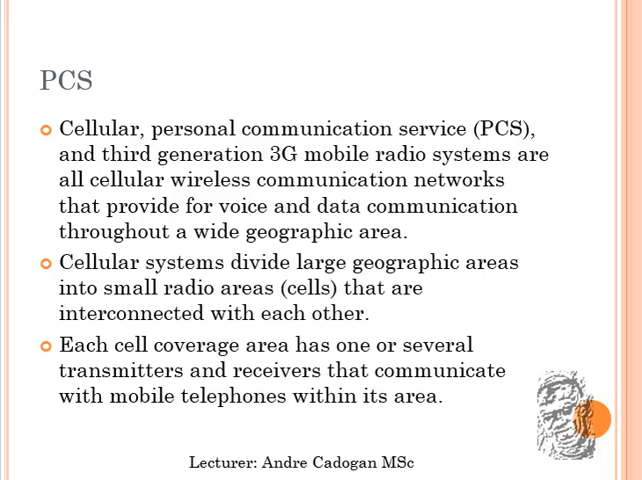 PCS
Cellular, personal communication service (PCS),
and third generation 3G mobile radio systems are
all cellular wireless communication networks
that provide for voice and data communication
throughout a wide geographic area.
Cellular systems divide large geographic areas
into small radio areas (cells) that are
interconnected with each other.
Each cell coverage area has one or several
transmitters and receivers that communicate
with mobile telephones within its area.
Lecturer: Andre Cadogan MSc